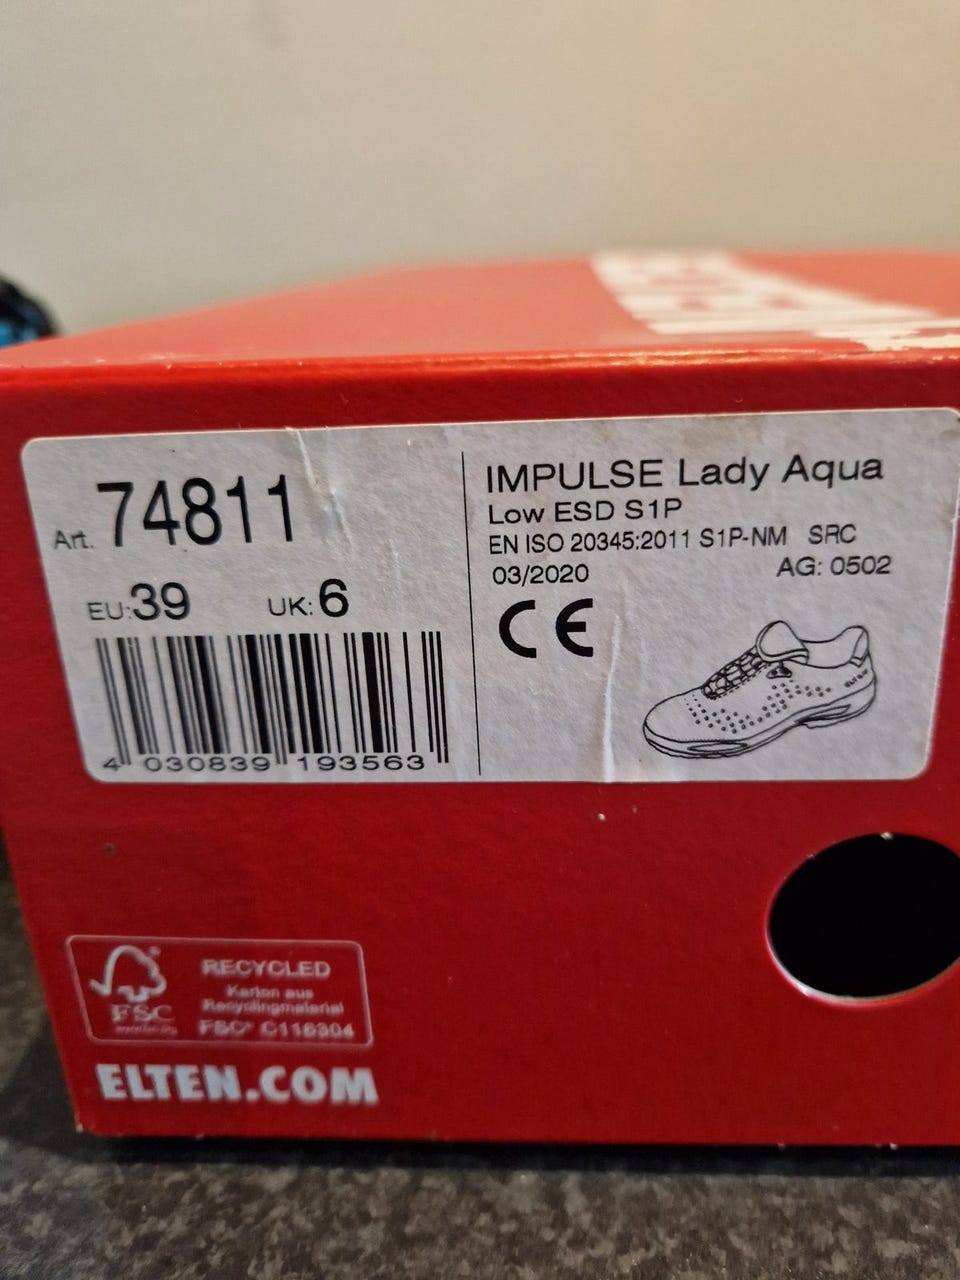 Art. 74811
EU: 39 UK: 6
4 030839 193563
IMPULSE Lady Aqua
Low ESD S1P
EN ISO 20345:2011 S1P-NM SRC
03/2020 AG: 0502
CE
FSC
RECYCLED
Karton aus
Recyclingmaterial
FSC® C116304
ELTEN.COM